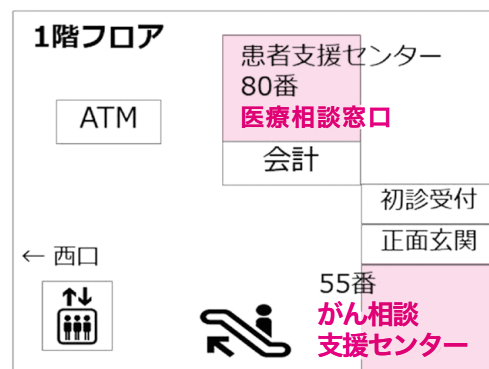 1階フロア
患者支援センター
80番
医療相談窓口
ATM
会計
初診受付
正面玄関
← 西口
55番
がん相談
支援センター